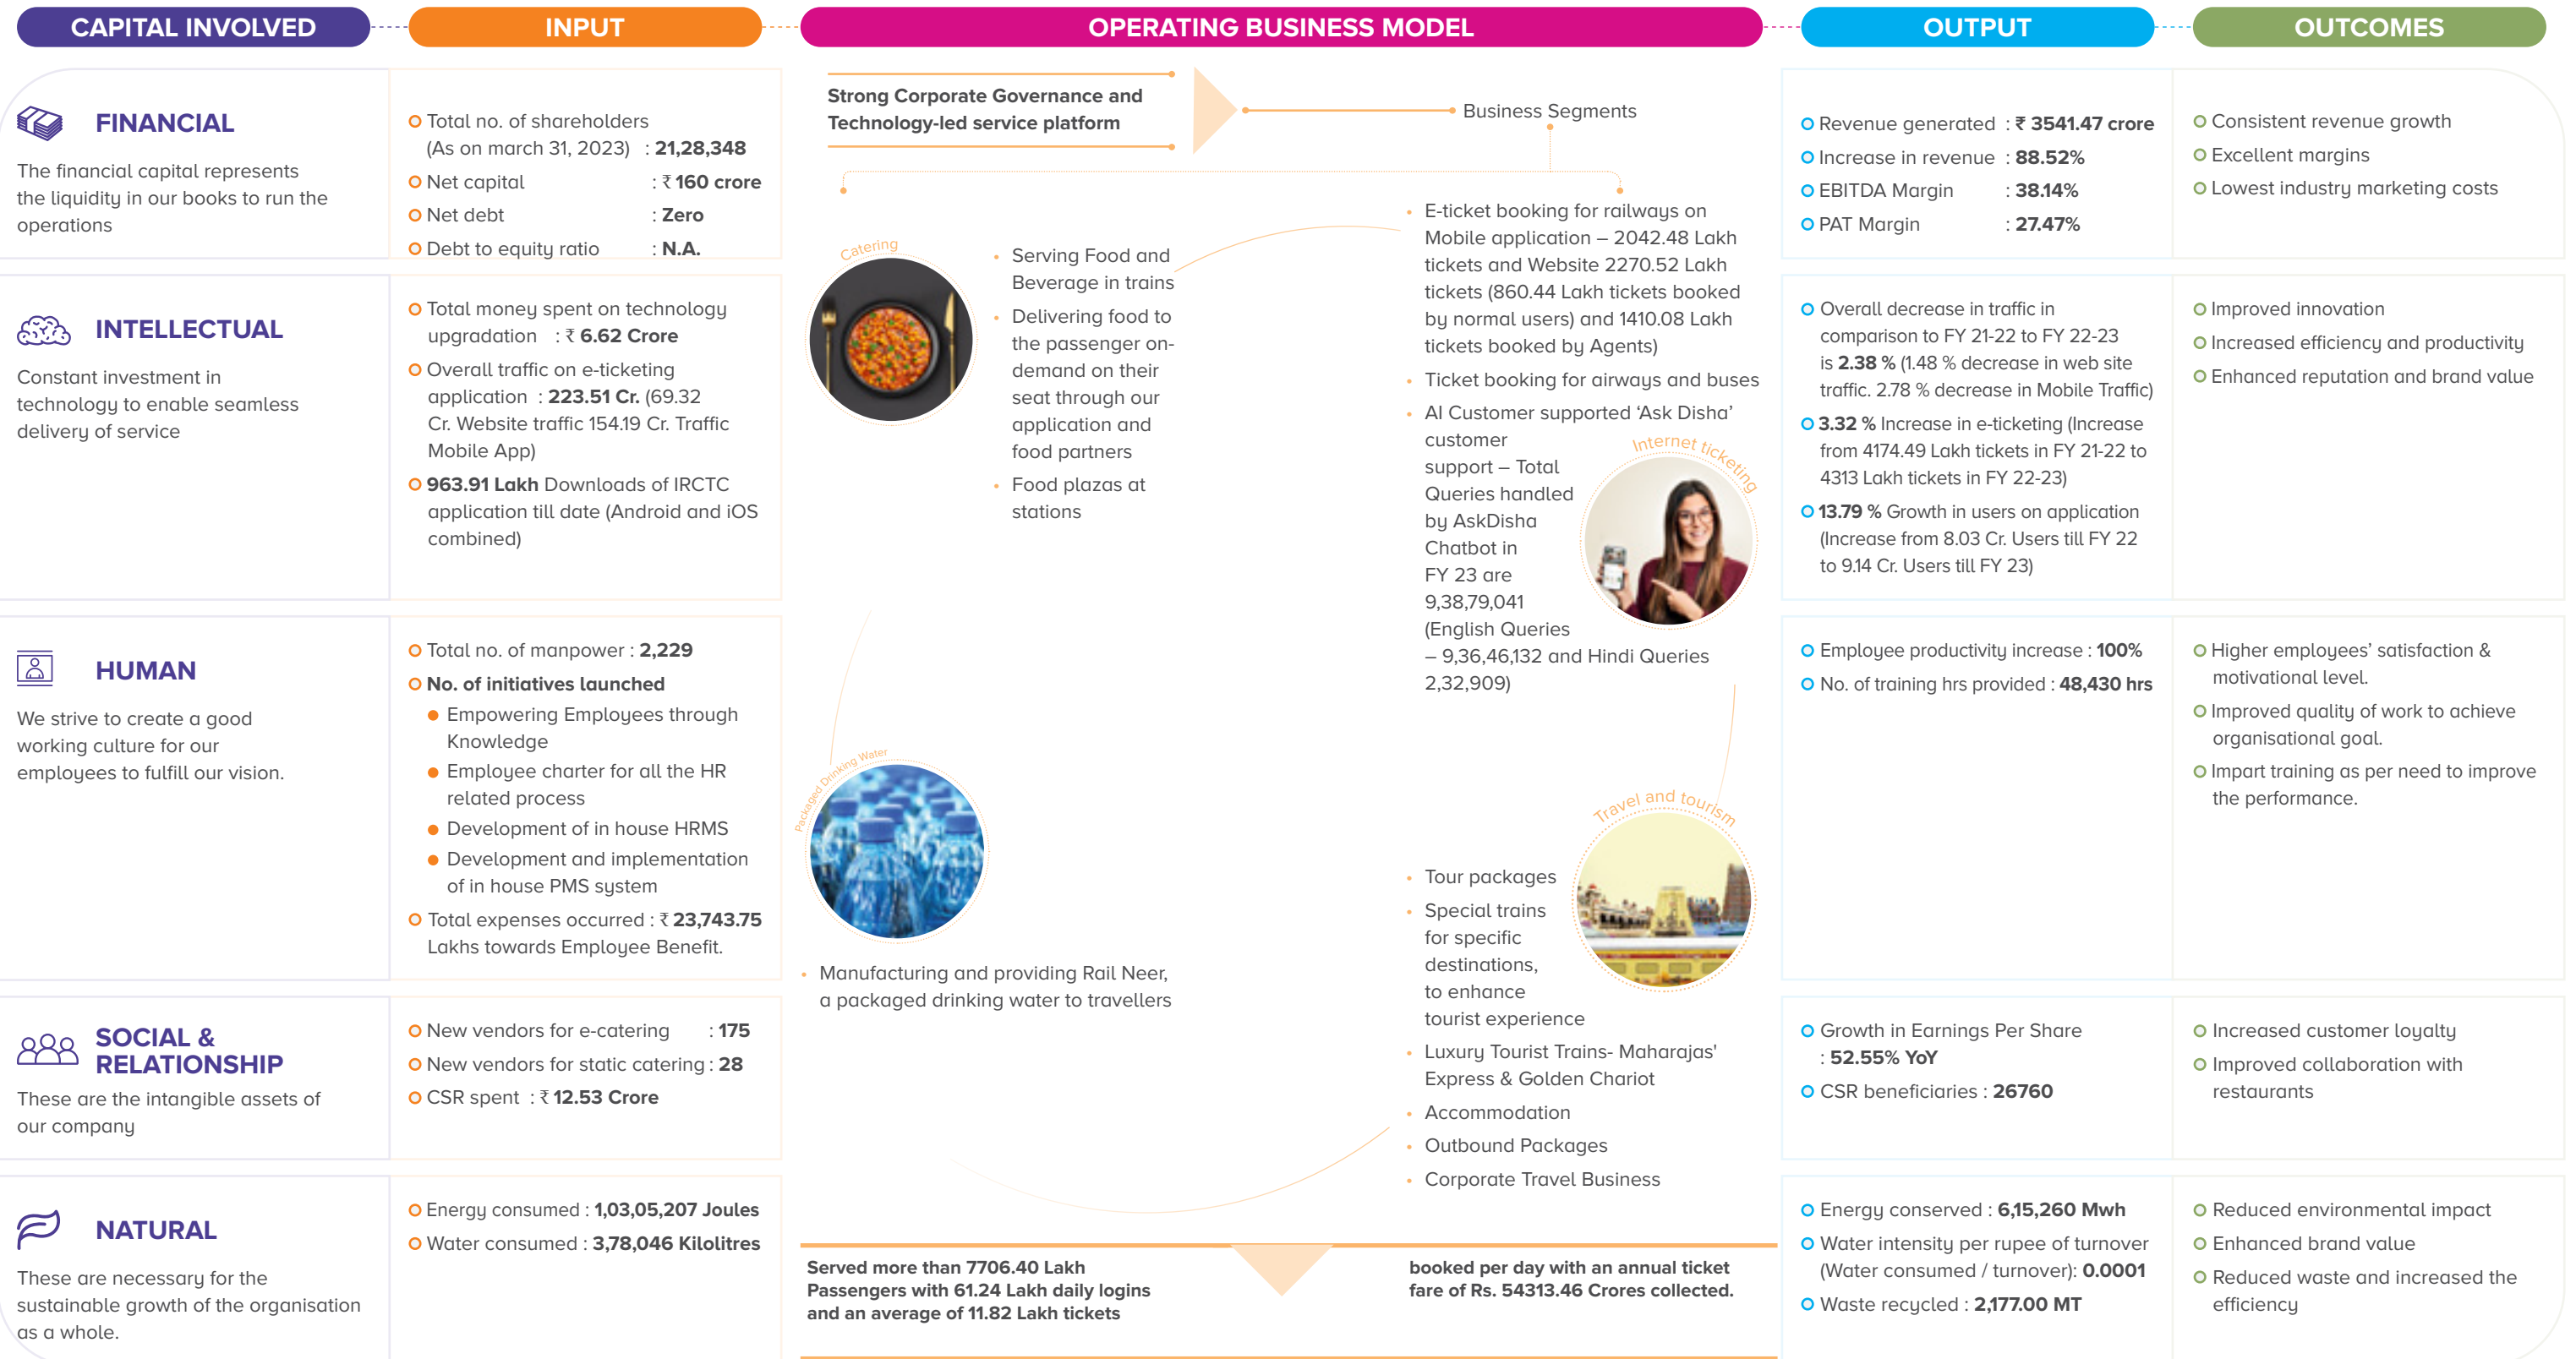 CAPITAL INVOLVED
INPUT
OPERATING BUSINESS MODEL
OUTPUT
OUTCOMES
FINANCIAL
The financial capital represents
the liquidity in our books to run the
operations
Total no. of shareholders
(As on march 31, 2023) : 21,28,348
Net capital : ₹ 160 crore
Net debt : Zero
Debt to equity ratio : N.A.
INTELLECTUAL
Constant investment in
technology to enable seamless
delivery of service
Total money spent on technology
upgradation : ₹ 6.62 Crore
Overall traffic on e-ticketing
application : 223.51 Cr. (69.32
Cr. Website traffic 154.19 Cr. Traffic
Mobile App)
963.91 Lakh Downloads of IRCTC
application till date (Android and iOS
combined)
HUMAN
We strive to create a good
working culture for our
employees to fulfill our vision.
Total no. of manpower : 2,229
No. of initiatives launched
Empowering Employees through
Knowledge
Employee charter for all the HR
related process
Development of in house HRMS
Development and implementation
of in house PMS system
Total expenses occurred : ₹ 23,743.75
Lakhs towards Employee Benefit.
SOCIAL &
RELATIONSHIP
These are the intangible assets of
our company
New vendors for e-catering : 175
New vendors for static catering : 28
CSR spent : ₹ 12.53 Crore
NATURAL
These are necessary for the
sustainable growth of the organisation
as a whole.
Energy consumed : 1,03,05,207 Joules
Water consumed : 3,78,046 Kilolitres
Strong Corporate Governance and
Technology-led service platform
Business Segments
Catering
• Serving Food and
Beverage in trains
• Delivering food to
the passenger on-
demand on their
seat through our
application and
food partners
• Food plazas at
stations
• E-ticket booking for railways on
Mobile application – 2042.48 Lakh
tickets and Website 2270.52 Lakh
tickets (860.44 Lakh tickets booked
by normal users) and 1410.08 Lakh
tickets booked by Agents)
• Ticket booking for airways and buses
• AI Customer supported ‘Ask Disha’
customer
support – Total
Queries handled
by AskDisha
Chatbot in
FY 23 are
9,38,79,041
(English Queries
– 9,36,46,132 and Hindi Queries
2,32,909)
Internet ticketing
Packaged Drinking Water
• Manufacturing and providing Rail Neer,
a packaged drinking water to travellers
Travel and tourism
• Tour packages
• Special trains
for specific
destinations,
to enhance
tourist experience
• Luxury Tourist Trains- Maharajas'
Express & Golden Chariot
• Accommodation
• Outbound Packages
• Corporate Travel Business
Served more than 7706.40 Lakh
Passengers with 61.24 Lakh daily logins
and an average of 11.82 Lakh tickets
booked per day with an annual ticket
fare of Rs. 54313.46 Crores collected.
Revenue generated : ₹ 3541.47 crore
Increase in revenue : 88.52%
EBITDA Margin : 38.14%
PAT Margin : 27.47%
Consistent revenue growth
Excellent margins
Lowest industry marketing costs
Overall decrease in traffic in
comparison to FY 21-22 to FY 22-23
is 2.38 % (1.48 % decrease in web site
traffic. 2.78 % decrease in Mobile Traffic)
3.32 % Increase in e-ticketing (Increase
from 4174.49 Lakh tickets in FY 21-22 to
4313 Lakh tickets in FY 22-23)
13.79 % Growth in users on application
(Increase from 8.03 Cr. Users till FY 22
to 9.14 Cr. Users till FY 23)
Improved innovation
Increased efficiency and productivity
Enhanced reputation and brand value
Employee productivity increase : 100%
No. of training hrs provided : 48,430 hrs
Higher employees’ satisfaction &
motivational level.
Improved quality of work to achieve
organisational goal.
Impart training as per need to improve
the performance.
Growth in Earnings Per Share
: 52.55% YoY
CSR beneficiaries : 26760
Increased customer loyalty
Improved collaboration with
restaurants
Energy conserved : 6,15,260 Mwh
Water intensity per rupee of turnover
(Water consumed / turnover): 0.0001
Waste recycled : 2,177.00 MT
Reduced environmental impact
Enhanced brand value
Reduced waste and increased the
efficiency